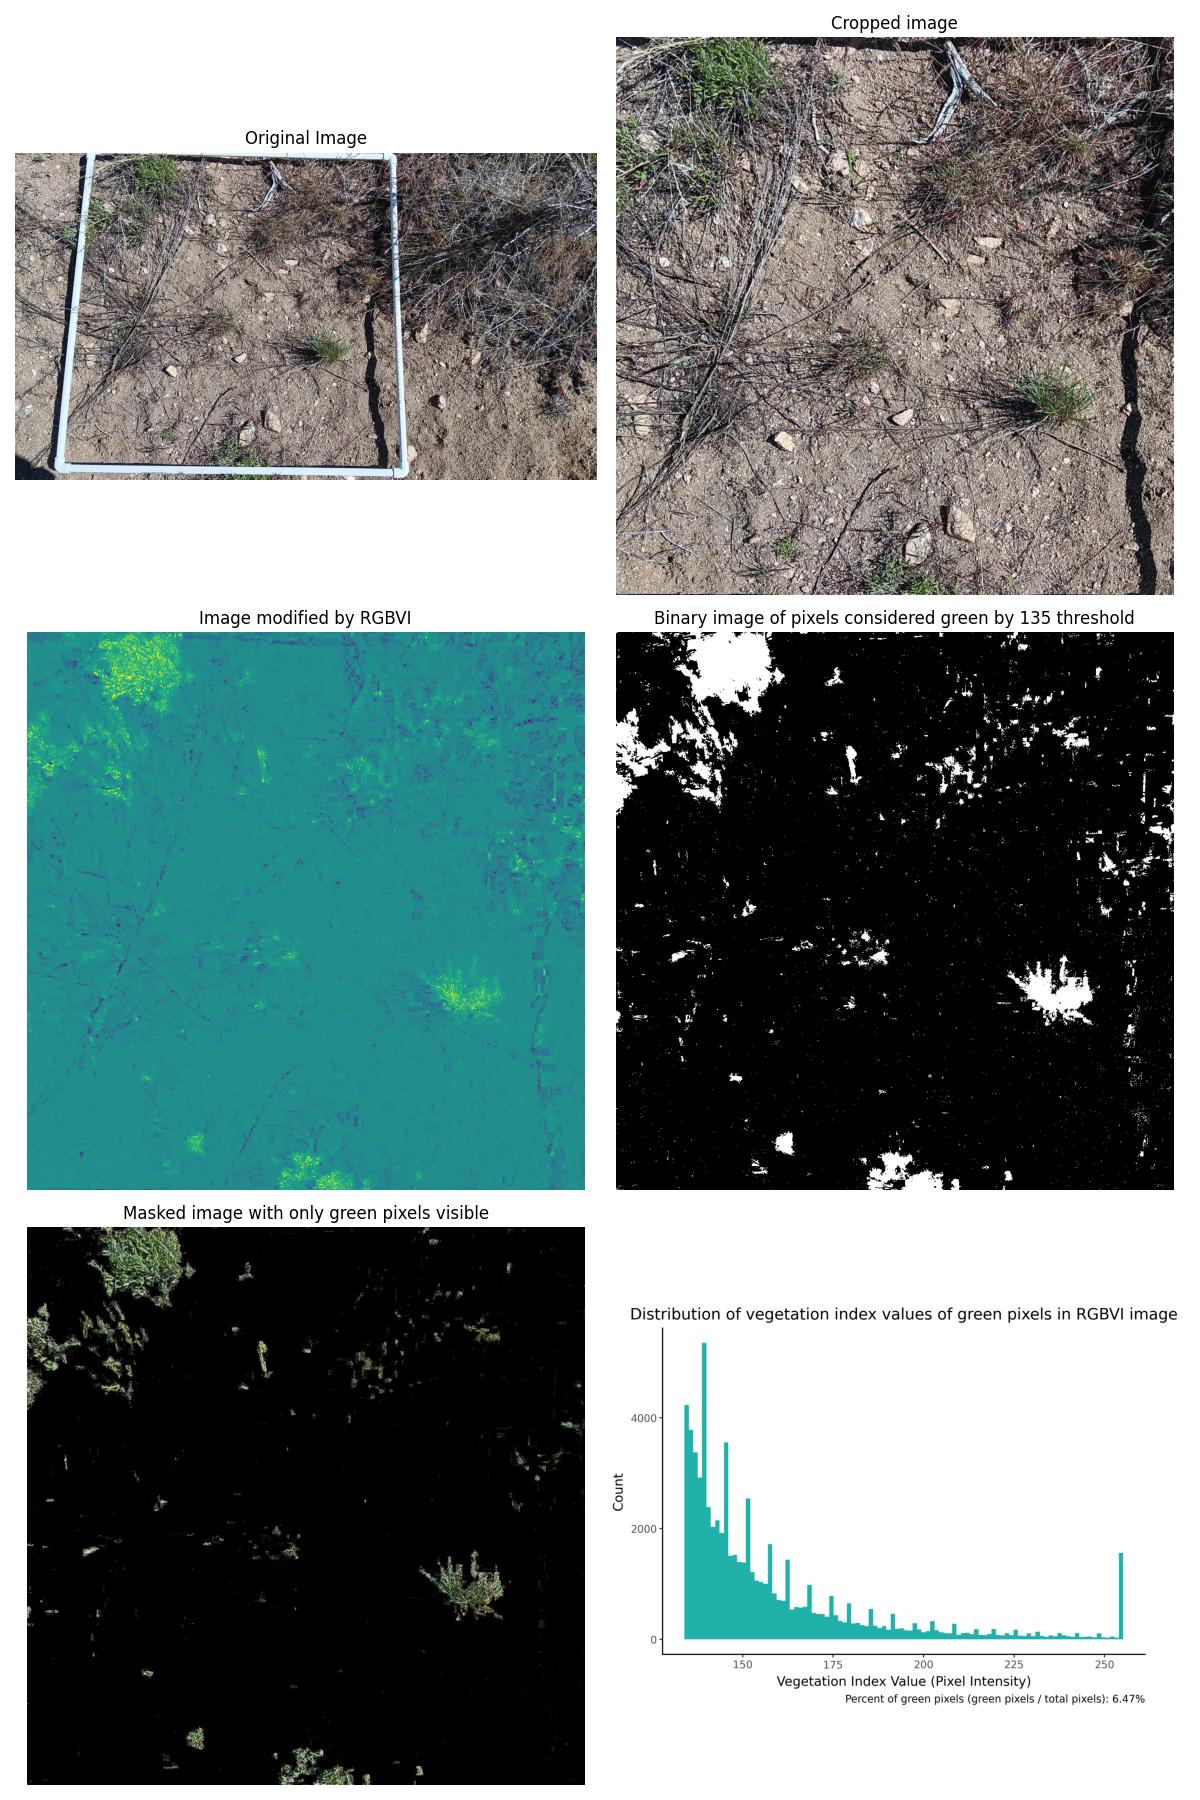 Original Image
Cropped image
Image modified by RGBVI
Binary image of pixels considered green by 135 threshold
Masked image with only green pixels visible
Distribution of vegetation index values of green pixels in RGBVI image
4000
2000
0
Count
150 175 200 225 250
Vegetation Index Value (Pixel Intensity)
Percent of green pixels (green pixels / total pixels): 6.47%